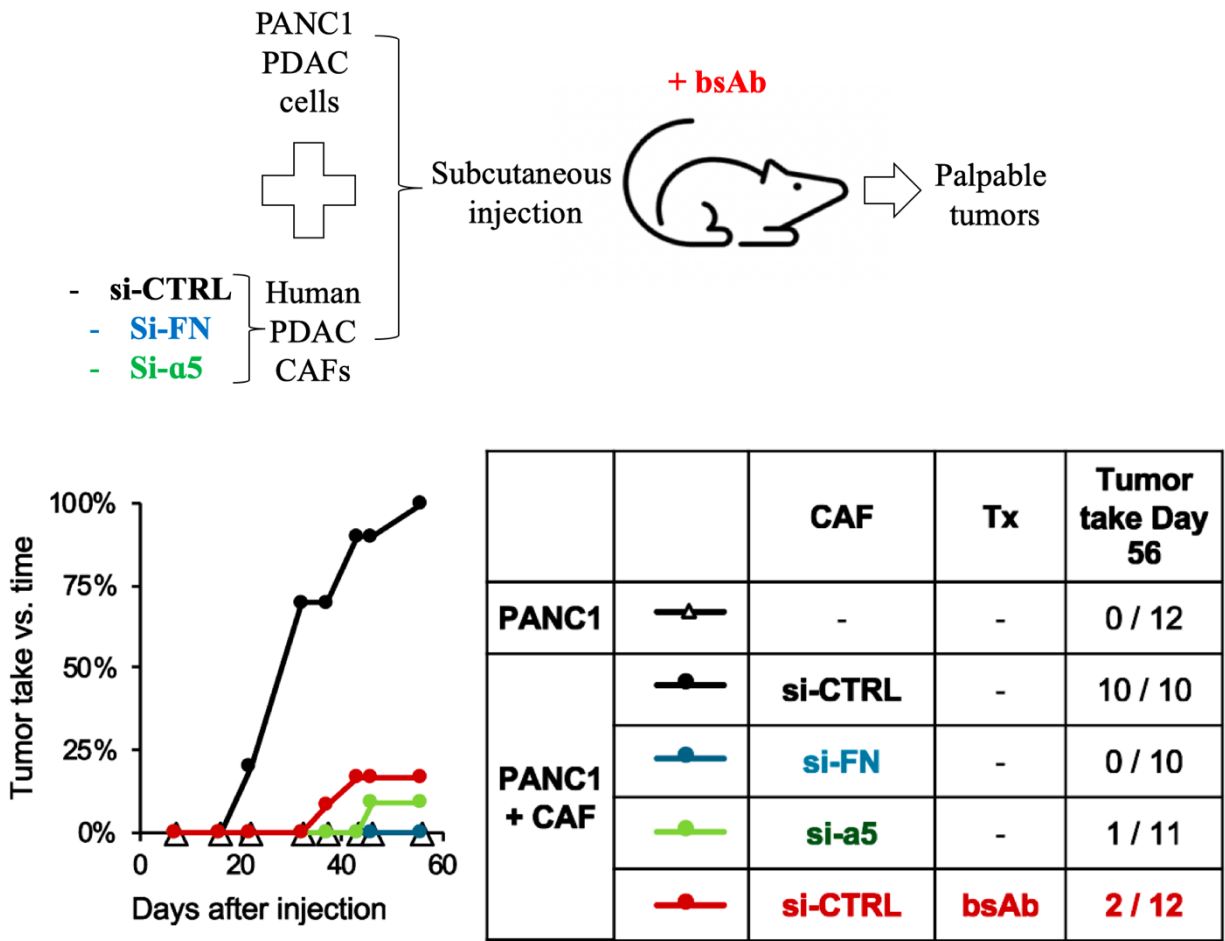 PANC1
PDAC
cells
+ bsAb
Subcutaneous
injection
Palpable
tumors
- si-CTRL
- Si-FN
- Si-α5
Human
PDAC
CAFs
Tumor take vs. time
100%
75%
50%
25%
0%
0 20 40 60
Days after injection
CAF Tx Tumor take Day 56
PANC1 - - 0 / 12
PANC1 + CAF
si-CTRL - 10 / 10
si-FN - 0 / 10
si-a5 - 1 / 11
si-CTRL bsAb 2 / 12